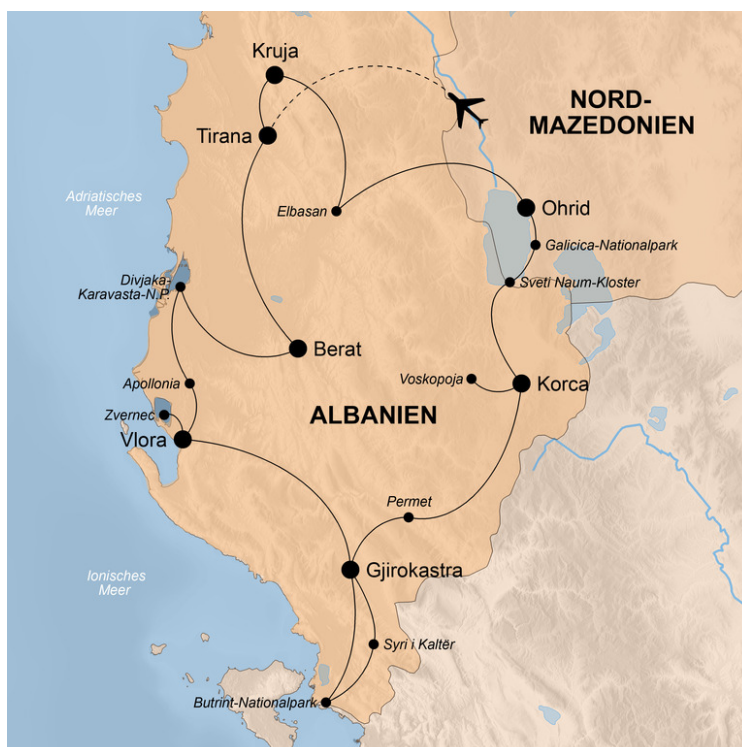 Kruja
NORD-
MAZEDONIEN
Tirana
Adriatisches
Meer
Elbasan
Ohrid
Galicica-Nationalpark
Divjaka-
Karavasta-N.P.
Sveti Naum-Kloster
Berat
Apollonia
Voskopoja
Korca
Zvernec
ALBANIEN
Vlora
Permet
Gjirokastra
Ionisches
Meer
Syri i Kaltër
Butrint-Nationalpark